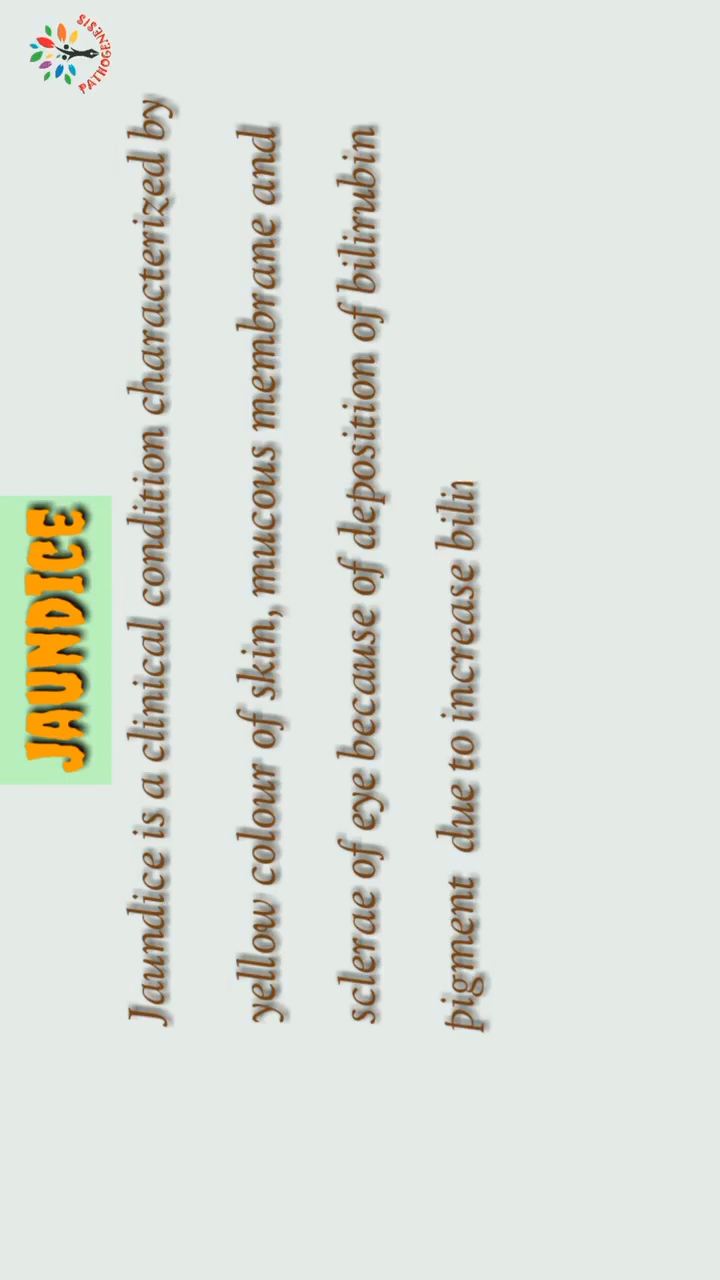 PATHOGENESIS
JAUNDICE
Jaundice is a clinical condition characterized by
yellow colour of skin, mucous membrane and
sclerae of eye because of deposition of bilirubin
pigment due to increase bilin